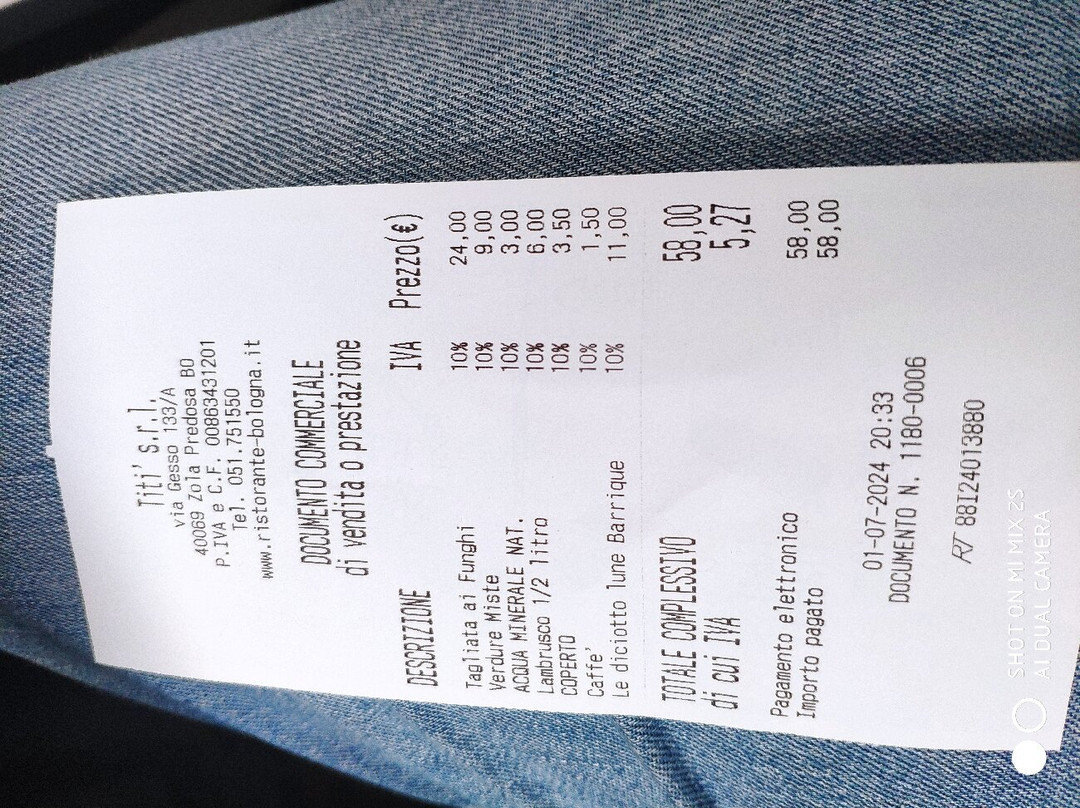 Titi' s.r.l.
via Gesso 133/A
40069 Zola Predosa BO
P.IVA e C.F. 00863431201
Tel. 051.751550
www.ristorante-bologna.it
DOCUMENTO COMMERCIALE
di vendita o prestazione
DESCRIZIONE IVA Prezzo(€)
Tagliata ai Funghi 10% 24,00
Verdure Miste 10% 9,00
ACQUA MINERALE NAT. 10% 3,00
Lambrusco 1/2 litro 10% 6,00
COPERTO 10% 3,50
Caffe' 10% 1,50
Le diciotto lune Barrique 10% 11,00
TOTALE COMPLESSIVO 58,00
di cui IVA 5,27
Pagamento elettronico 58,00
Importo pagato 58,00
01-07-2024 20:33
DOCUMENTO N. 1180-0006
RT 88I24013880
SHOT ON MI MIX 2S
AI DUAL CAMERA